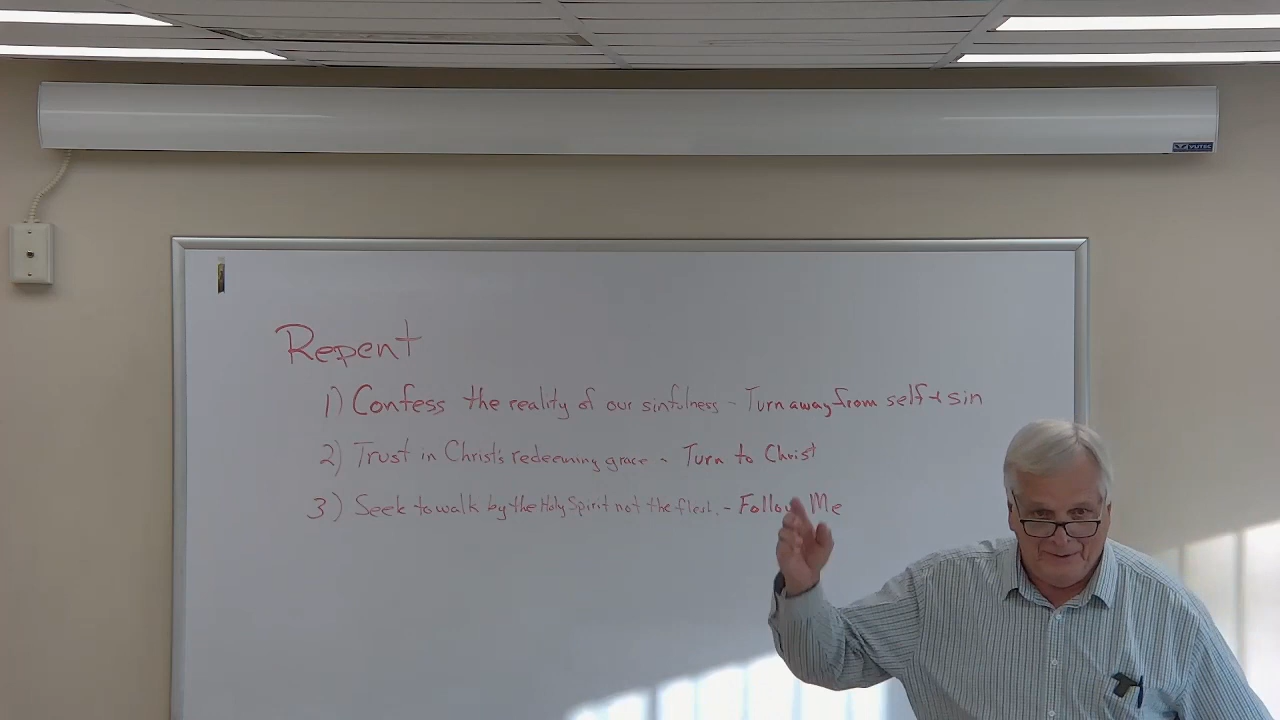 VUTEC
Repent
1) Confess the reality of our sinfulness - Turn away from self & sin
2) Trust in Christ's redeeming grace - Turn to Christ
3) Seek to walk by the Holy Spirit not the flesh. - Follow Me